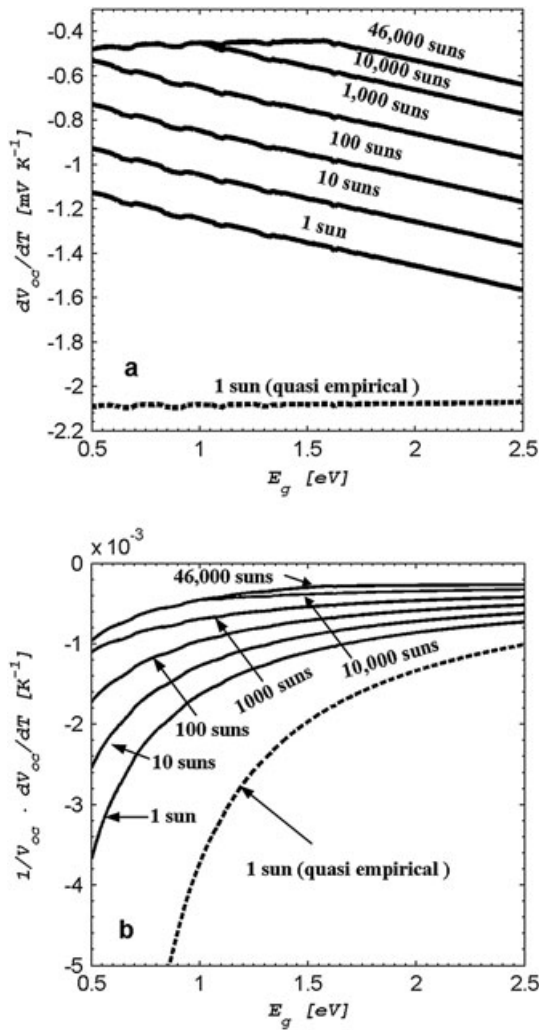 -0.4
-0.6
-0.8
-1
-1.2
-1.4
-1.6
-1.8
-2
-2.2
dV_oc/dT [mV K⁻¹]
46,000 suns
10,000 suns
1,000 suns
100 suns
10 suns
1 sun
a
1 sun (quasi empirical )
0.5 1 1.5 2 2.5
E_g [eV]
x 10⁻³
0
-1
-2
-3
-4
-5
1/V_oc · dV_oc/dT [K⁻¹]
46,000 suns
10,000 suns
1000 suns
100 suns
10 suns
1 sun
1 sun (quasi empirical )
b
0.5 1 1.5 2 2.5
E_g [eV]